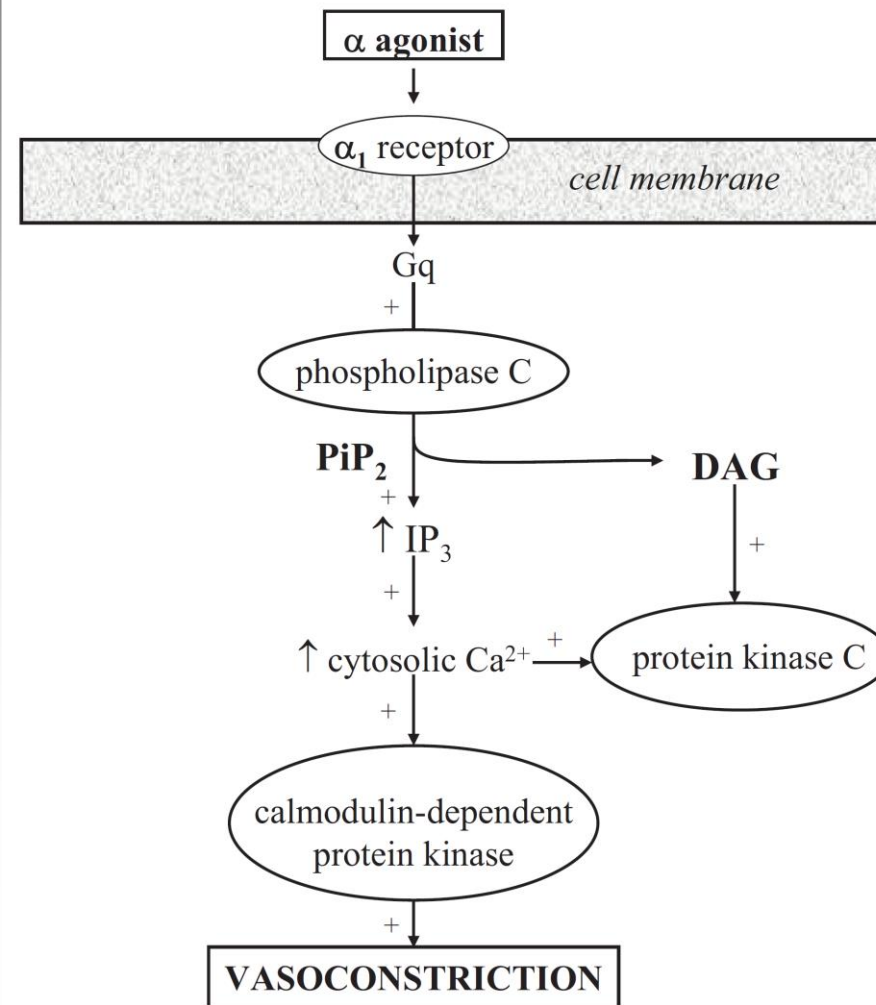 α agonist
α₁ receptor
cell membrane
Gq
+
phospholipase C
PiP₂
DAG
+
↑ IP₃
+
+
↑ cytosolic Ca²⁺
+
protein kinase C
+
calmodulin-dependent
protein kinase
+
VASOCONSTRICTION